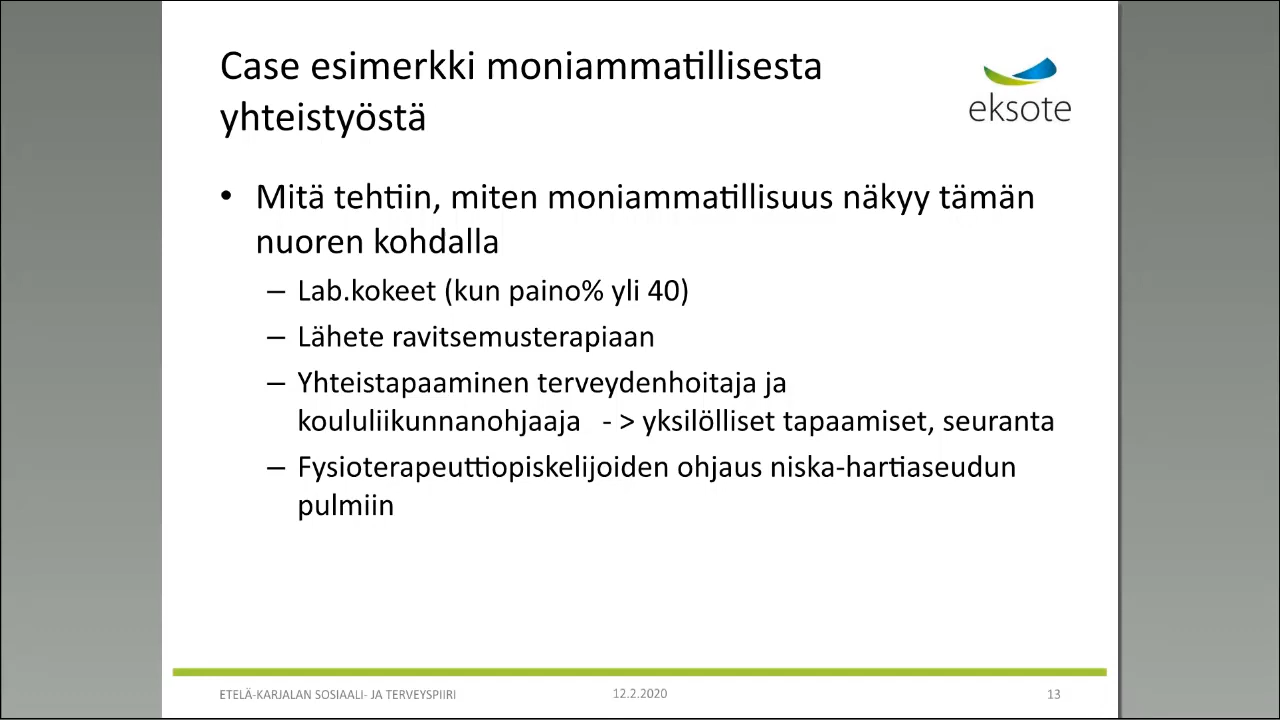 Case esimerkki moniammatillisesta
yhteistyöstä
eksote
• Mitä tehtiin, miten moniammatillisuus näkyy tämän
nuoren kohdalla
– Lab.kokeet (kun paino% yli 40)
– Lähete ravitsemusterapiaan
– Yhteistapaaminen terveydenhoitaja ja
koululiikunnanohjaaja - > yksilölliset tapaamiset, seuranta
– Fysioterapeuttiopiskelijoiden ohjaus niska-hartiaseudun
pulmiin
ETELÄ-KARJALAN SOSIAALI- JA TERVEYSPIIRI
12.2.2020
13